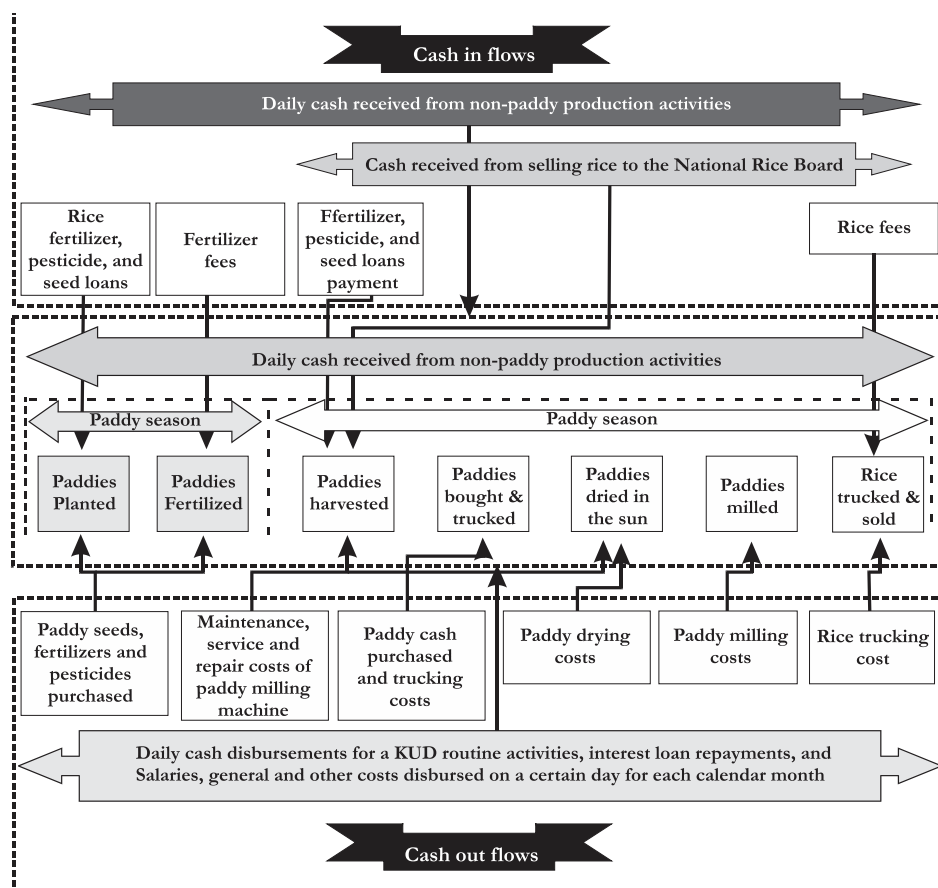 Cash in flows
Daily cash received from non-paddy production activities
Cash received from selling rice to the National Rice Board
Rice
fertilizer,
pesticide, and
seed loans
Fertilizer
fees
Ffertilizer,
pesticide, and
seed loans
payment
Rice fees
Daily cash received from non-paddy production activities
Paddy season
Paddy season
Paddies
Planted
Paddies
Fertilized
Paddies
harvested
Paddies
bought &
trucked
Paddies
dried in
the sun
Paddies
milled
Rice
trucked &
sold
Paddy seeds,
fertilizers and
pesticides
purchased
Maintenance,
service and
repair costs of
paddy milling
machine
Paddy cash
purchased
and trucking
costs
Paddy drying
costs
Paddy milling
costs
Rice trucking
cost
Daily cash disbursements for a KUD routine activities, interest loan repayments, and
Salaries, general and other costs disbursed on a certain day for each calendar month
Cash out flows